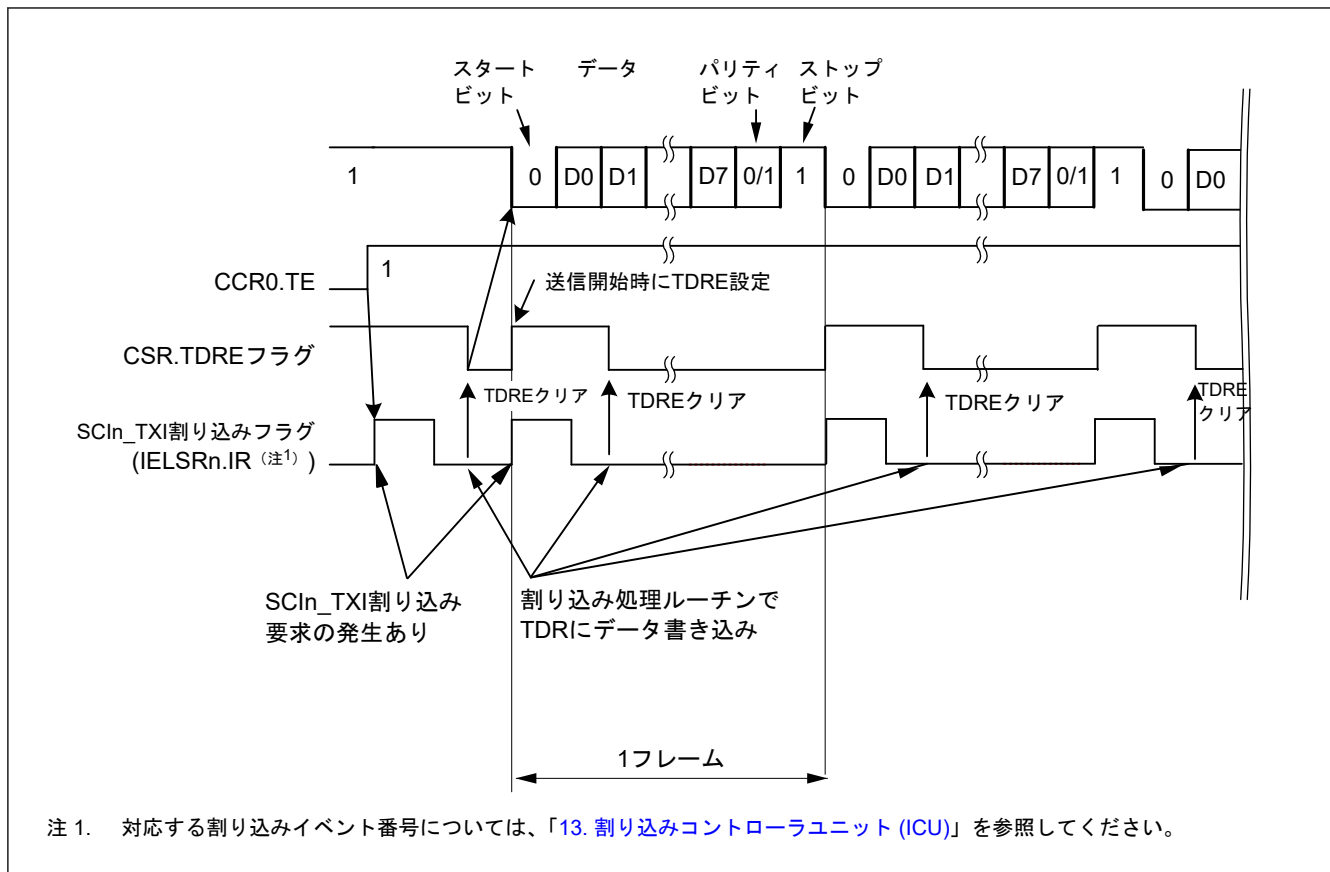 スタート
ビット
データ
パリティ
ビット
ストップ
ビット
1
0
D0
D1
D7
0/1
1
0
D0
D1
D7
0/1
1
0
D0
CCR0.TE
1
送信開始時にTDRE設定
CSR.TDREフラグ
TDREクリア
TDREクリア
TDREクリア
TDRE
クリア
SCIn_TXI割り込みフラグ
(IELSRn.IR（注1）)
SCIn_TXI割り込み
要求の発生あり
割り込み処理ルーチンで
TDRにデータ書き込み
1フレーム
注 1. 対応する割り込みイベント番号については、「13. 割り込みコントローラユニット (ICU)」を参照してください。